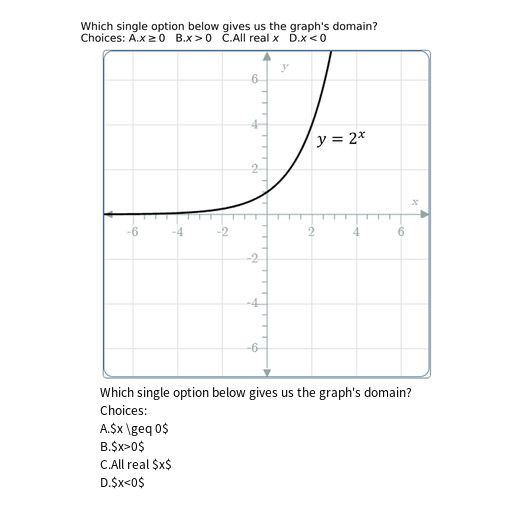 Which single option below gives us the graph's domain?
Choices: A.x ≥ 0 B.x > 0 C.All real x D.x < 0
y
6
4
y = 2ˣ
2
x
-6 -4 -2 2 4 6
-2
-4
-6
Which single option below gives us the graph's domain?
Choices:
A.$x \geq 0$
B.$x>0$
C.All real $x$
D.$x<0$